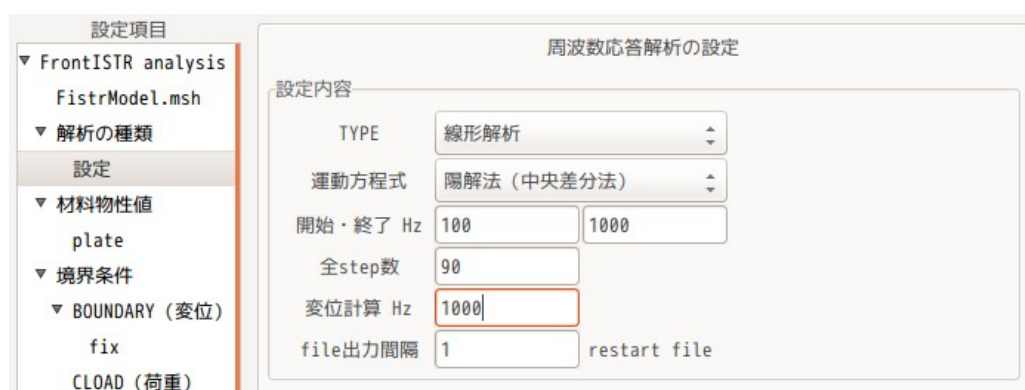 設定項目
▼ FrontISTR analysis
FistrModel.msh
▼ 解析の種類
設定
▼ 材料物性値
plate
▼ 境界条件
▼ BOUNDARY (変位)
fix
CLOAD (荷重)
周波数応答解析の設定
設定内容
TYPE 線形解析
運動方程式 陽解法 (中央差分法)
開始・終了 Hz 100 1000
全step数 90
変位計算 Hz 1000
file出力間隔 1 restart file